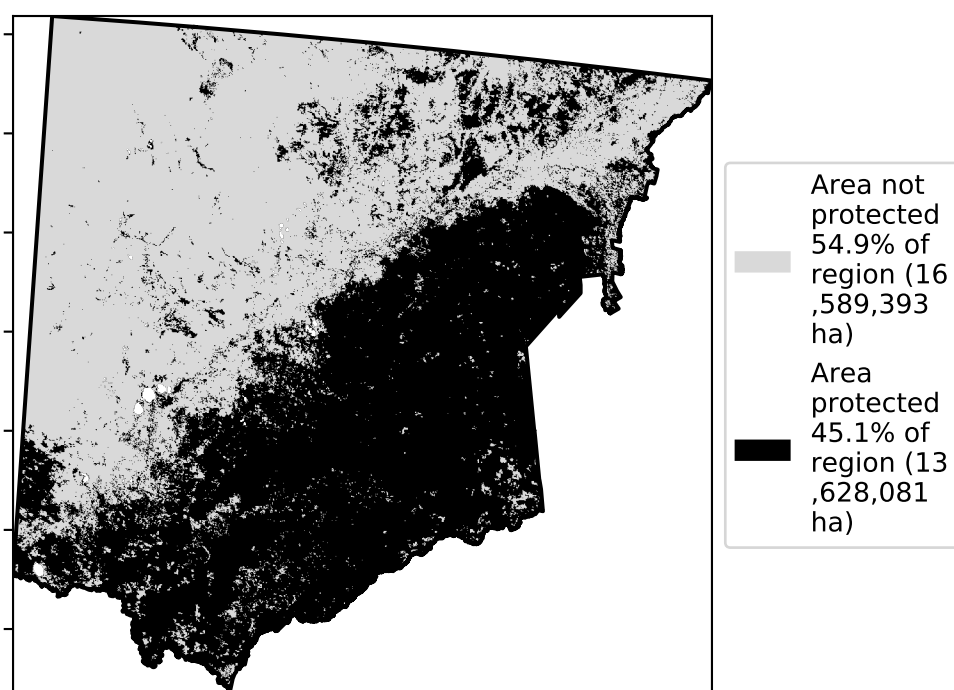 Area not
protected
54.9% of
region (16
,589,393
ha)
Area
protected
45.1% of
region (13
,628,081
ha)